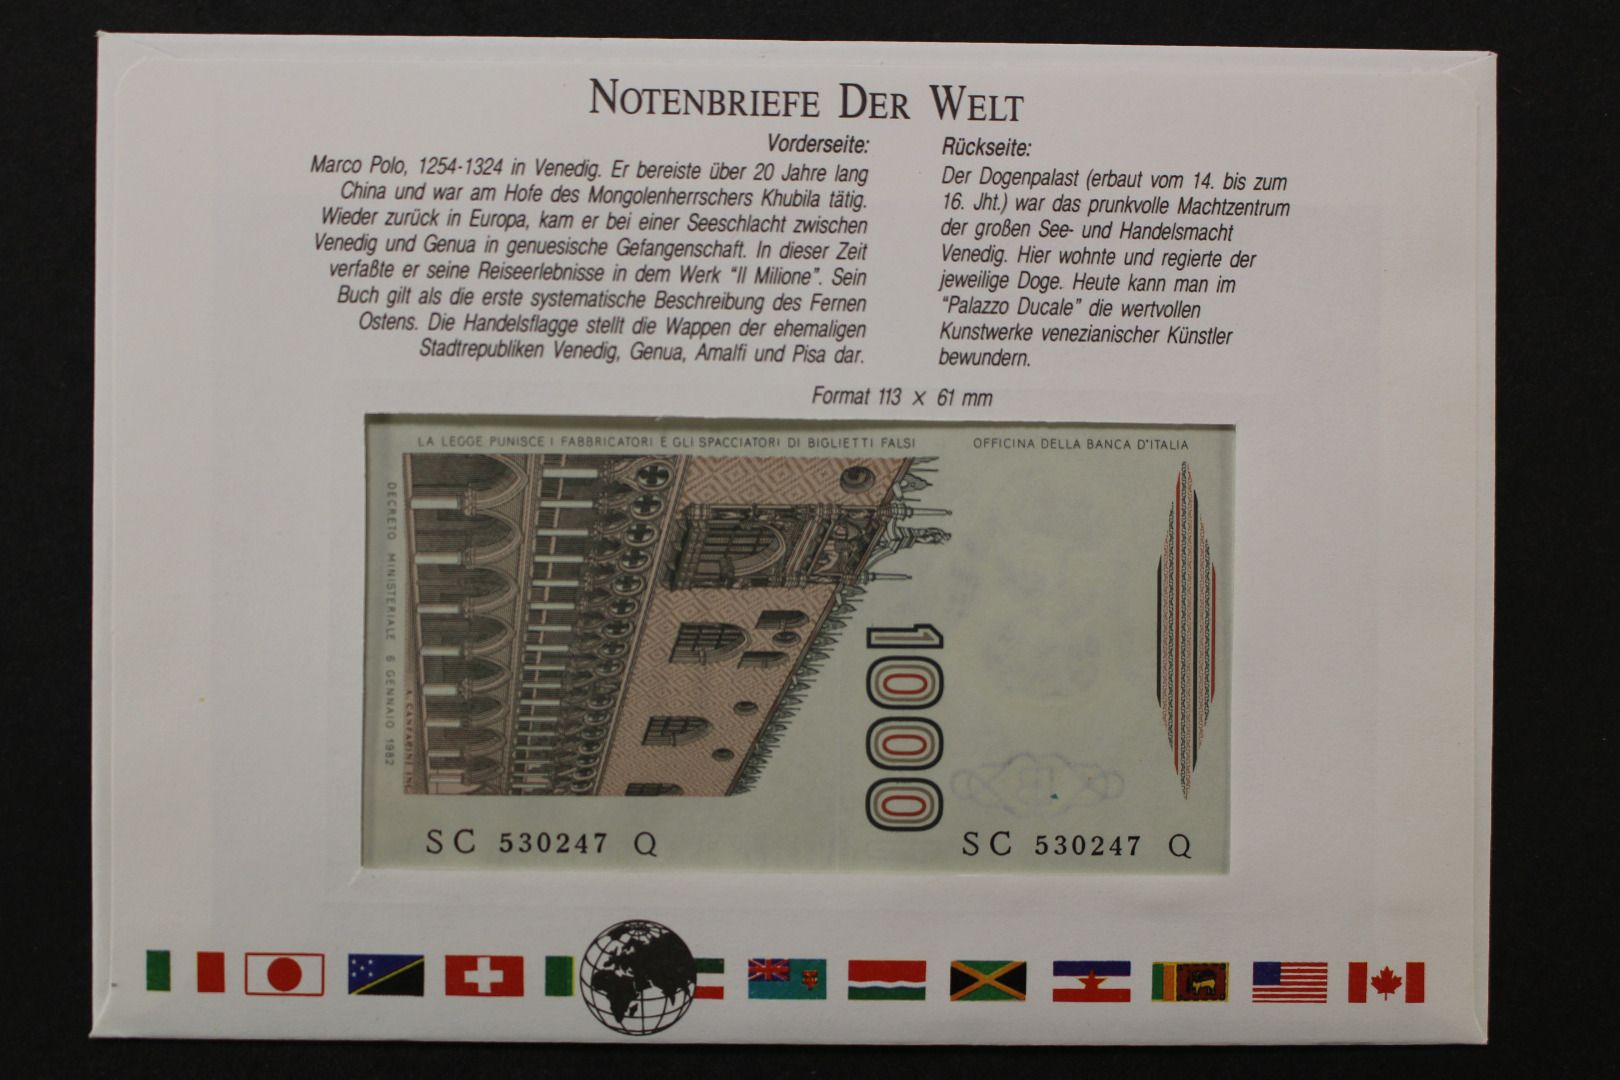 NOTENBRIEFE DER WELT
Vorderseite:
Marco Polo, 1254-1324 in Venedig. Er bereiste über 20 Jahre lang
China und war am Hofe des Mongolenherrschers Khubila tätig.
Wieder zurück in Europa, kam er bei einer Seeschlacht zwischen
Venedig und Genua in genuesische Gefangenschaft. In dieser Zeit
verfaßte er seine Reiseerlebnisse in dem Werk “Il Milione”. Sein
Buch gilt als die erste systematische Beschreibung des Fernen
Ostens. Die Handelsflagge stellt die Wappen der ehemaligen
Stadtrepubliken Venedig, Genua, Amalfi und Pisa dar.
Rückseite:
Der Dogenpalast (erbaut vom 14. bis zum
16. Jht.) war das prunkvolle Machtzentrum
der großen See- und Handelsmacht
Venedig. Hier wohnte und regierte der
jeweilige Doge. Heute kann man im
“Palazzo Ducale” die wertvollen
Kunstwerke venezianischer Künstler
bewundern.
Format 113 × 61 mm
LA LEGGE PUNISCE I FABBRICATORI E GLI SPACCIATORI DI BIGLIETTI FALSI
OFFICINA DELLA BANCA D'ITALIA
DECRETO MINISTERIALE 6 GENNAIO 1982
A. CANFARINI INC.
1000
SC 530247 Q
SC 530247 Q